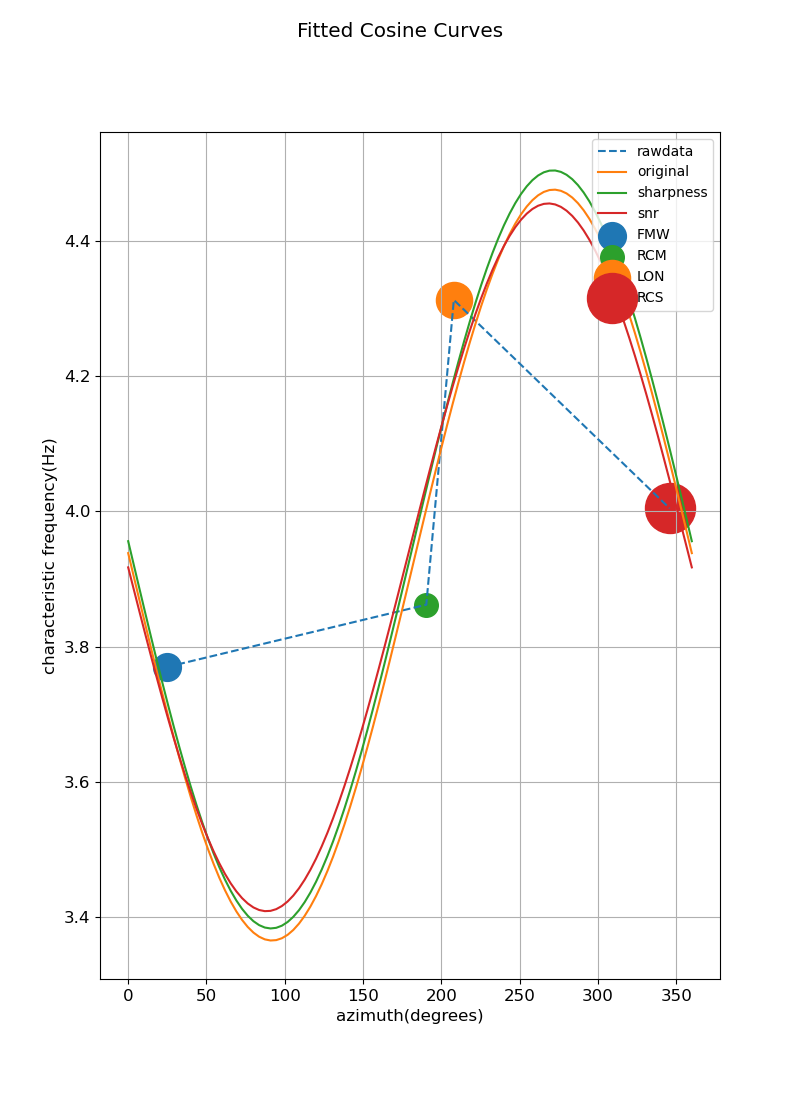 Fitted Cosine Curves
rawdata
original
sharpness
snr
FMW
RCM
LON
RCS
4.4
4.2
4.0
3.8
3.6
3.4
characteristic frequency(Hz)
0 50 100 150 200 250 300 350
azimuth(degrees)